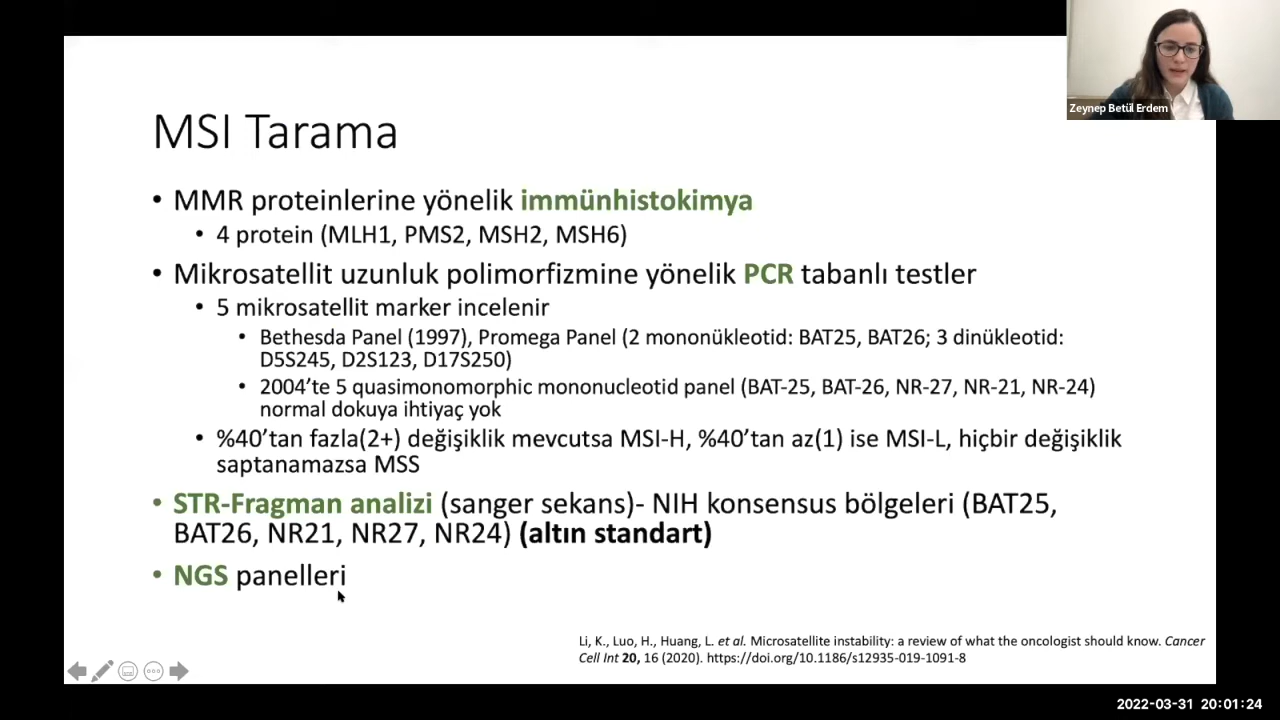 Zeynep Betül Erdem
MSI Tarama
• MMR proteinlerine yönelik immünhistokimya
• 4 protein (MLH1, PMS2, MSH2, MSH6)
• Mikrosatellit uzunluk polimorfizmine yönelik PCR tabanlı testler
• 5 mikrosatellit marker incelenir
• Bethesda Panel (1997), Promega Panel (2 mononükleotid: BAT25, BAT26; 3 dinükleotid:
D5S245, D2S123, D17S250)
• 2004’te 5 quasimonomorphic mononucleotid panel (BAT-25, BAT-26, NR-27, NR-21, NR-24)
normal dokuya ihtiyaç yok
• %40’tan fazla(2+) değişiklik mevcutsa MSI-H, %40’tan az(1) ise MSI-L, hiçbir değişiklik
saptanamazsa MSS
• STR-Fragman analizi (sanger sekans)- NIH konsensus bölgeleri (BAT25,
BAT26, NR21, NR27, NR24) (altın standart)
• NGS panelleri
Li, K., Luo, H., Huang, L. et al. Microsatellite instability: a review of what the oncologist should know. Cancer
Cell Int 20, 16 (2020). https://doi.org/10.1186/s12935-019-1091-8
2022-03-31 20:01:24